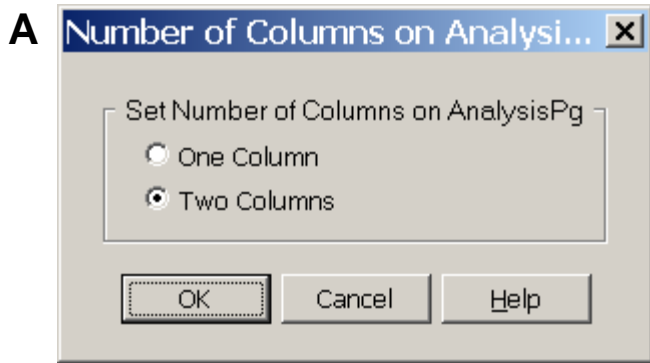 A
Number of Columns on Analysi...
Set Number of Columns on AnalysisPg
One Column
Two Columns
OK Cancel Help